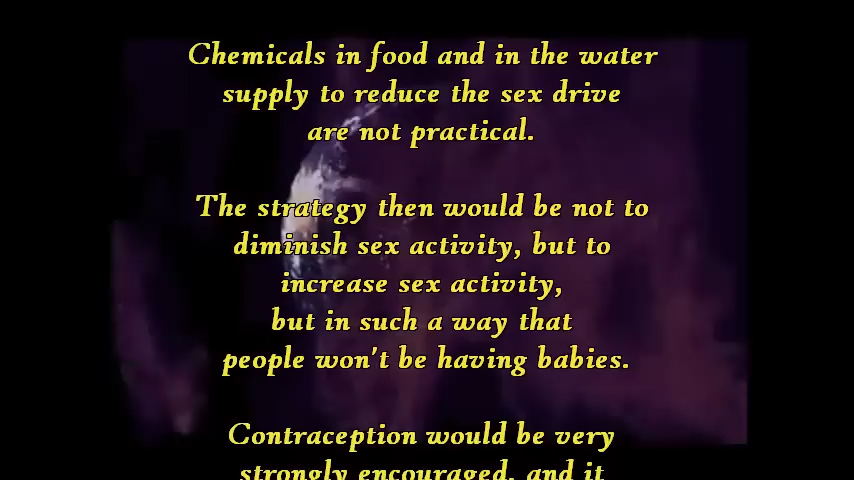 Chemicals in food and in the water
supply to reduce the sex drive
are not practical.
The strategy then would be not to
diminish sex activity, but to
increase sex activity,
but in such a way that
people won't be having babies.
Contraception would be very
strongly encouraged, and it